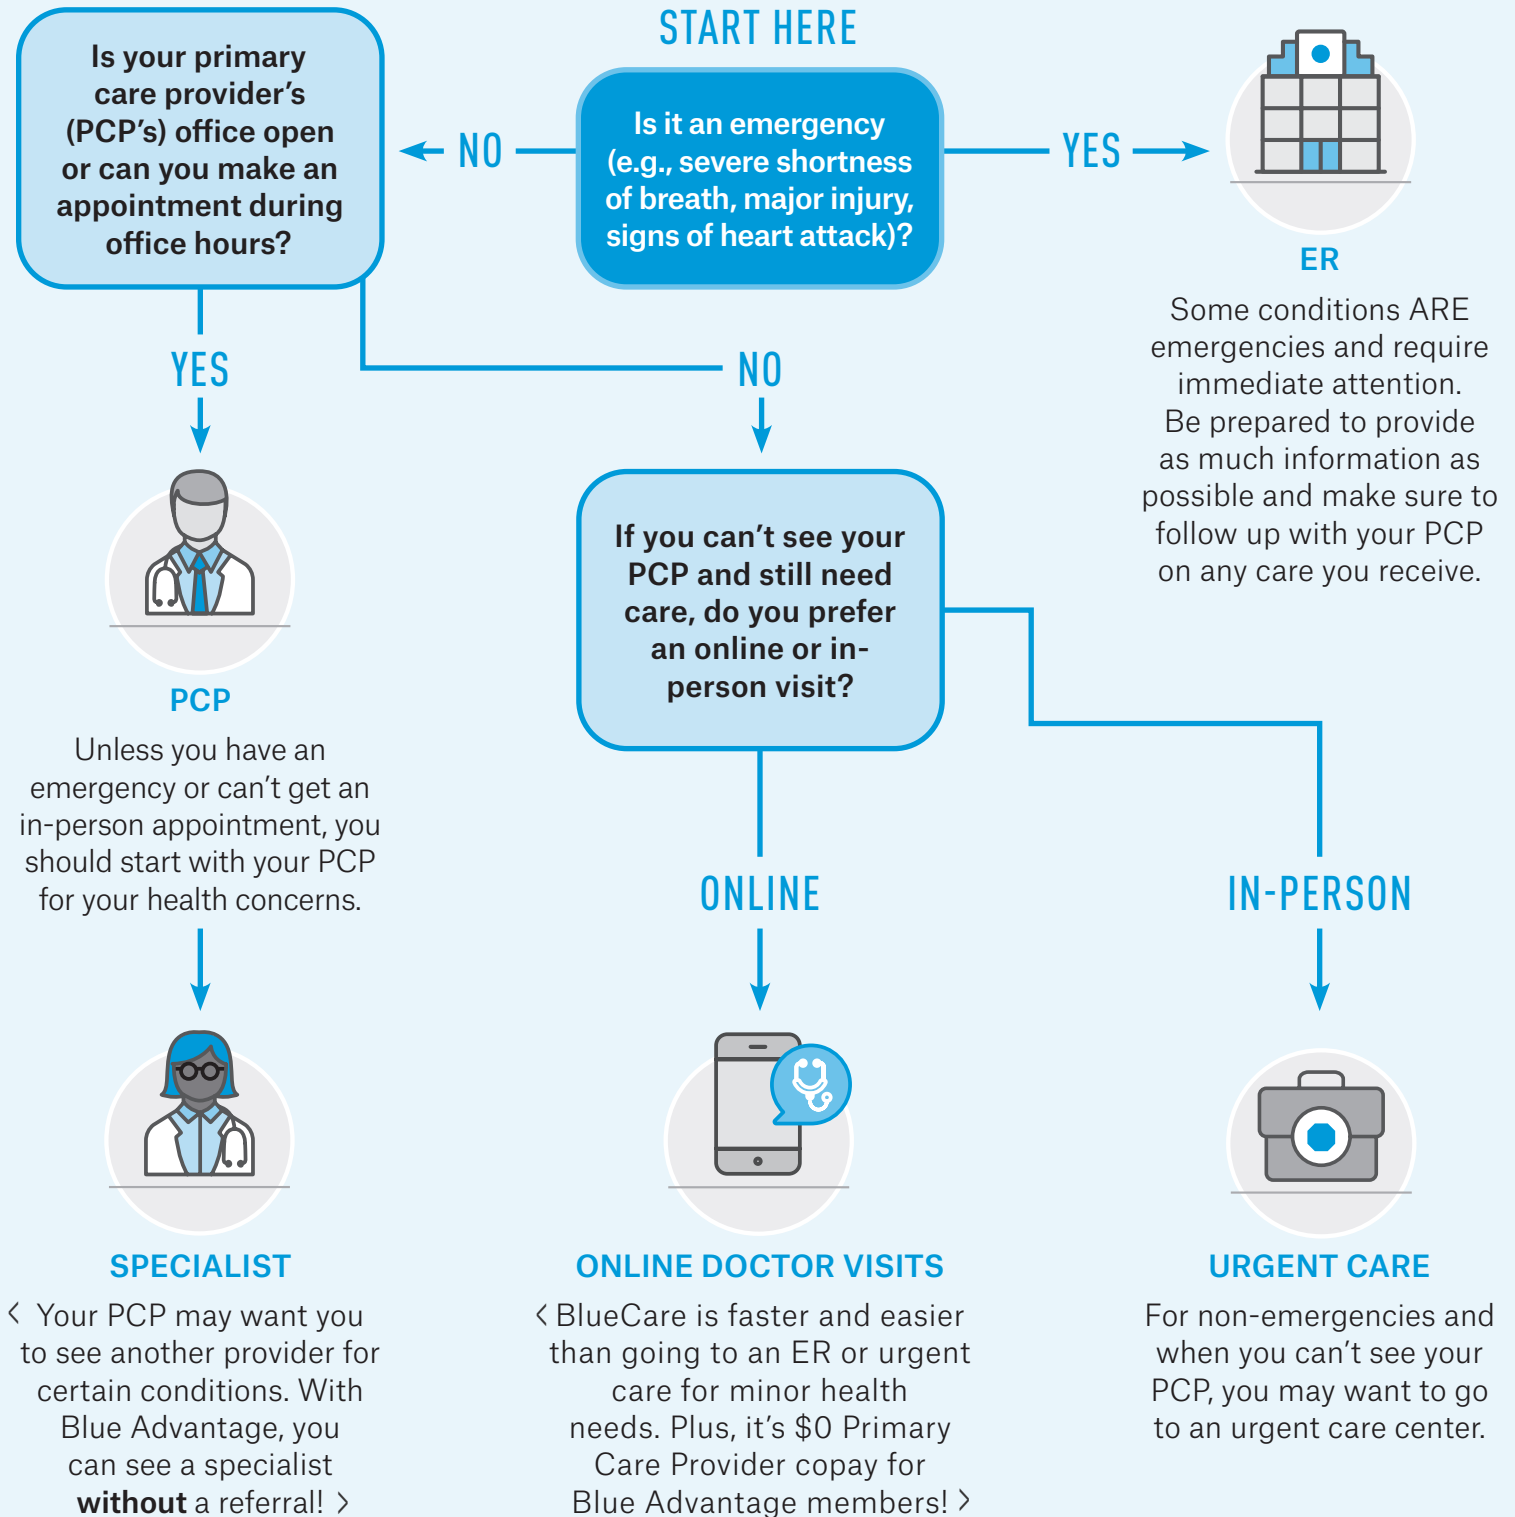 START HERE
Is it an emergency
(e.g., severe shortness
of breath, major injury,
signs of heart attack)?
NO
YES
Is your primary
care provider’s
(PCP’s) office open
or can you make an
appointment during
office hours?
ER
Some conditions ARE
emergencies and require
immediate attention.
Be prepared to provide
as much information as
possible and make sure to
follow up with your PCP
on any care you receive.
YES
NO
PCP
Unless you have an
emergency or can’t get an
in-person appointment, you
should start with your PCP
for your health concerns.
If you can’t see your
PCP and still need
care, do you prefer
an online or in-
person visit?
ONLINE
IN-PERSON
SPECIALIST
< Your PCP may want you
to see another provider for
certain conditions. With
Blue Advantage, you
can see a specialist
without a referral! >
ONLINE DOCTOR VISITS
< BlueCare is faster and easier
than going to an ER or urgent
care for minor health
needs. Plus, it’s $0 Primary
Care Provider copay for
Blue Advantage members! >
URGENT CARE
For non-emergencies and
when you can’t see your
PCP, you may want to go
to an urgent care center.